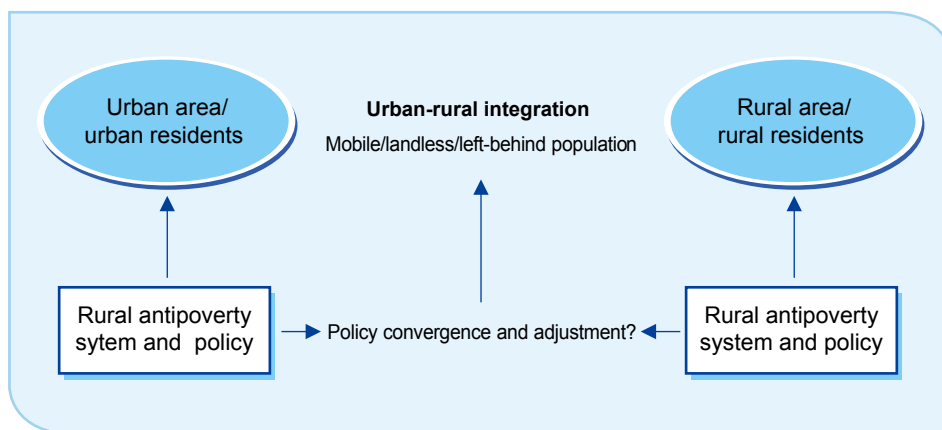 Urban area/
urban residents
Urban-rural integration
Mobile/landless/left-behind population
Rural area/
rural residents
Rural antipoverty
sytem and policy
Policy convergence and adjustment?
Rural antipoverty
system and policy